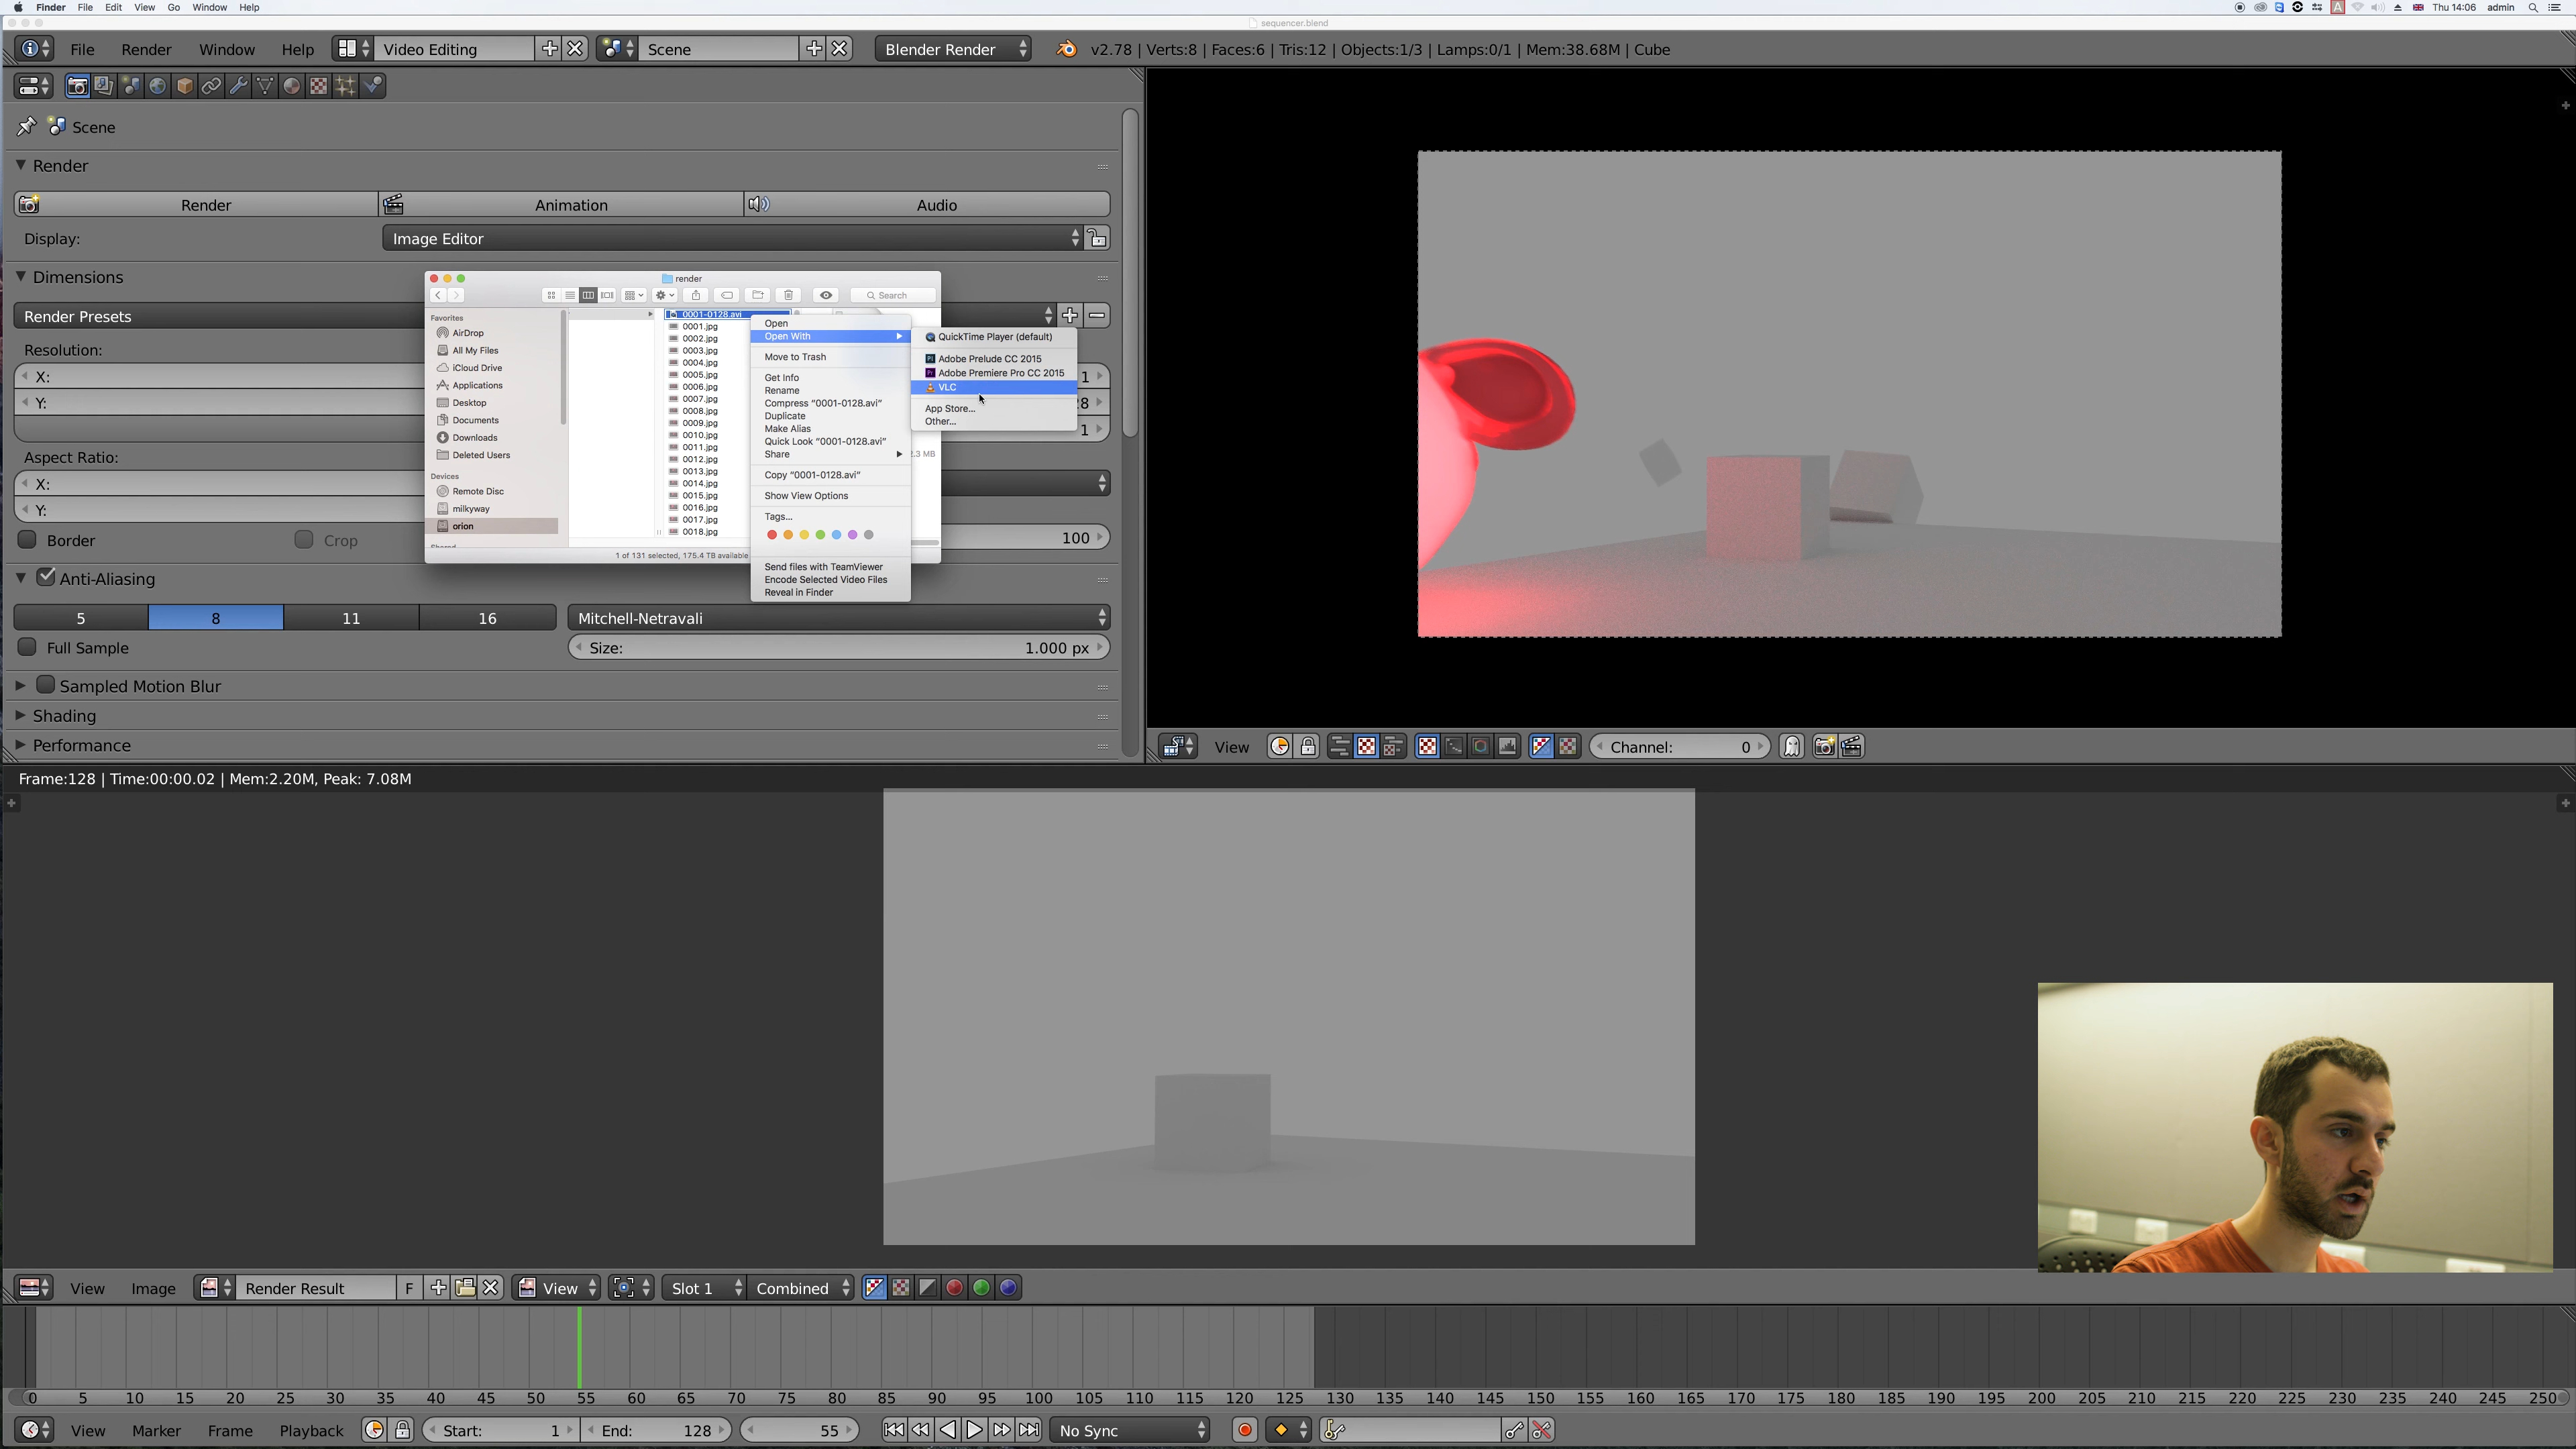 Finder File Edit View Go Window Help
Thu 14:06 admin
sequencer.blend
File Render Window Help Video Editing Scene Blender Render v2.78 | Verts:8 | Faces:6 | Tris:12 | Objects:1/3 | Lamps:0/1 | Mem:38.68M | Cube
Scene
Render
Render Animation Audio
Display: Image Editor
Dimensions
Render Presets
Resolution:
X:
Y:
Aspect Ratio:
X:
Y:
Border Crop
1
1
100
Anti-Aliasing
5 8 11 16 Mitchell-Netravali
Full Sample Size: 1.000 px
Sampled Motion Blur
Shading
Performance
render
Search
Favorites
AirDrop
All My Files
iCloud Drive
Applications
Desktop
Documents
Downloads
Deleted Users
Devices
Remote Disc
milkyway
orion
0001-0128.avi
0001.jpg
0002.jpg
0003.jpg
0004.jpg
0005.jpg
0006.jpg
0007.jpg
0008.jpg
0009.jpg
0010.jpg
0011.jpg
0012.jpg
0013.jpg
0014.jpg
0015.jpg
0016.jpg
0017.jpg
0018.jpg
1 of 131 selected, 175.4 TB available
Open
Open With
Move to Trash
Get Info
Rename
Compress “0001-0128.avi”
Duplicate
Make Alias
Quick Look “0001-0128.avi”
Share
Copy “0001-0128.avi”
Show View Options
Tags...
Send files with TeamViewer
Encode Selected Video Files
Reveal in Finder
QuickTime Player (default)
Adobe Prelude CC 2015
Adobe Premiere Pro CC 2015
VLC
App Store...
Other...
View Channel: 0
Frame:128 | Time:00:00.02 | Mem:2.20M, Peak: 7.08M
View Image Render Result F View Slot 1 Combined
0 5 10 15 20 25 30 35 40 45 50 55 60 65 70 75 80 85 90 95 100 105 110 115 120 125 130 135 140 145 150 155 160 165 170 175 180 185 190 195 200 205 210 215 220 225 230 235 240 245 250
View Marker Frame Playback Start: 1 End: 128 55 No Sync